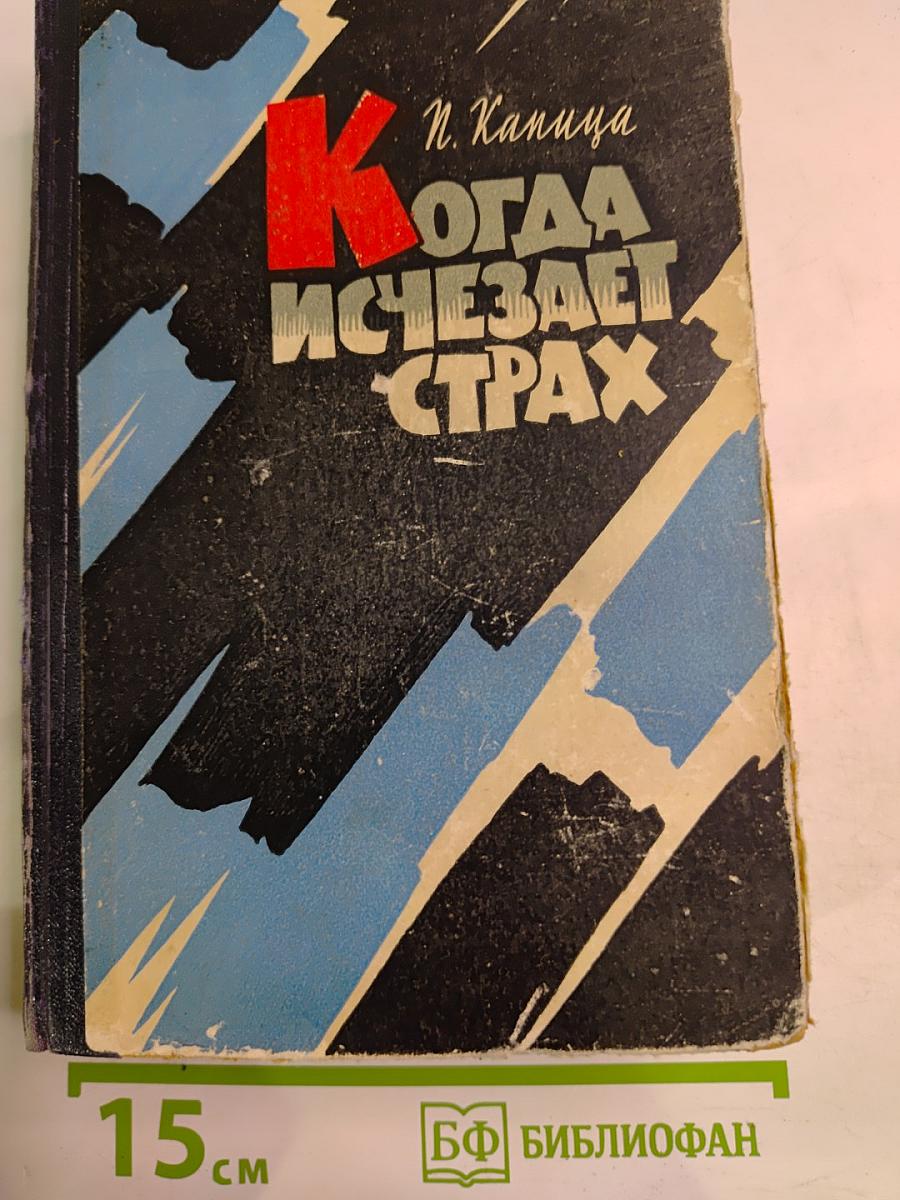 П. Капица
Когда
исчезает
страх
15 см
БФ БИБЛИОФАН